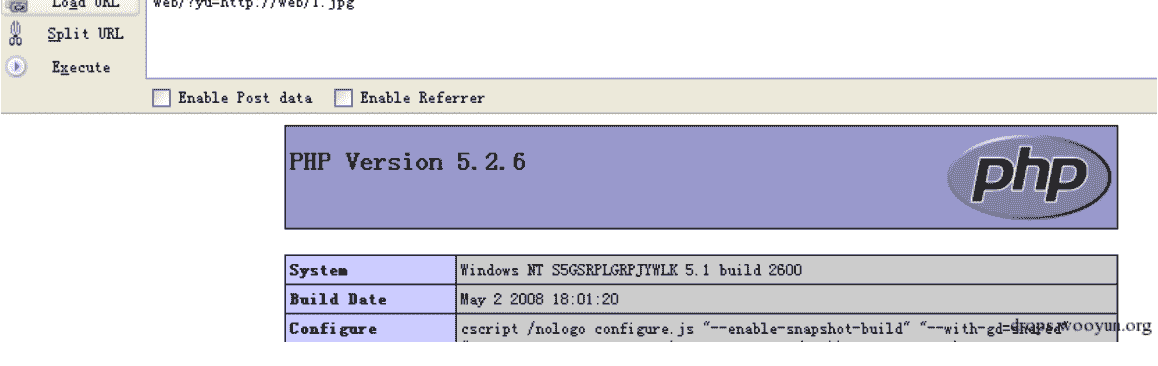 Load URL
web/?yu=http://web/1.jpg
Split URL
Execute
Enable Post data Enable Referrer
PHP Version 5.2.6
php
System Windows NT S5GSRPLGRPJYWLK 5.1 build 2600
Build Date May 2 2008 18:01:20
Configure cscript /nologo configure.js "--enable-snapshot-build" "--with-gd=shared"
drops.wooyun.org